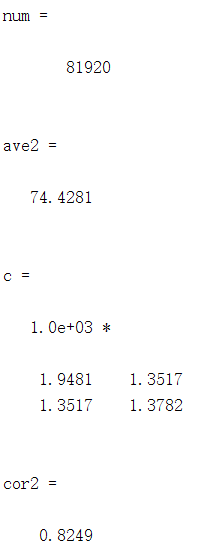 num =
81920
ave2 =
74.4281
c =
1.0e+03 *
1.9481 1.3517
1.3517 1.3782
cor2 =
0.8249